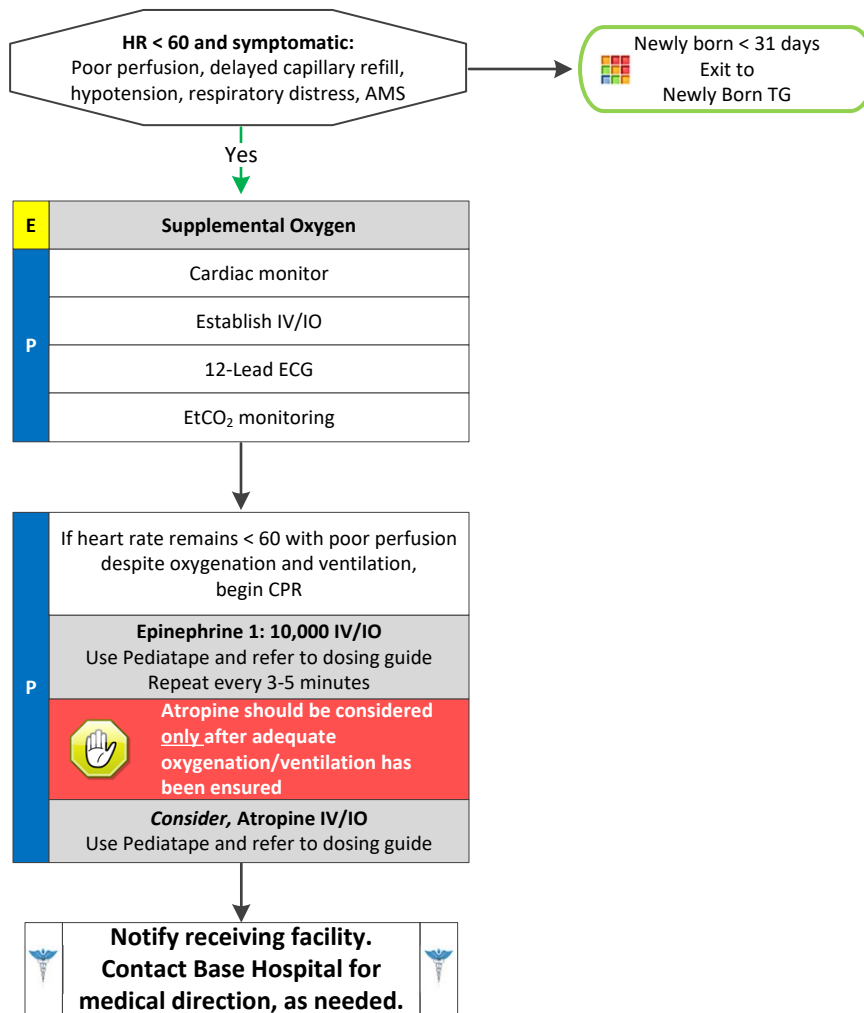 HR < 60 and symptomatic:
Poor perfusion, delayed capillary refill,
hypotension, respiratory distress, AMS
Newly born < 31 days
Exit to
Newly Born TG
Yes
E
Supplemental Oxygen
P
Cardiac monitor
Establish IV/IO
12-Lead ECG
EtCO₂ monitoring
P
If heart rate remains < 60 with poor perfusion
despite oxygenation and ventilation,
begin CPR
Epinephrine 1: 10,000 IV/IO
Use Pediatape and refer to dosing guide
Repeat every 3-5 minutes
Atropine should be considered
only after adequate
oxygenation/ventilation has
been ensured
Consider, Atropine IV/IO
Use Pediatape and refer to dosing guide
Notify receiving facility.
Contact Base Hospital for
medical direction, as needed.